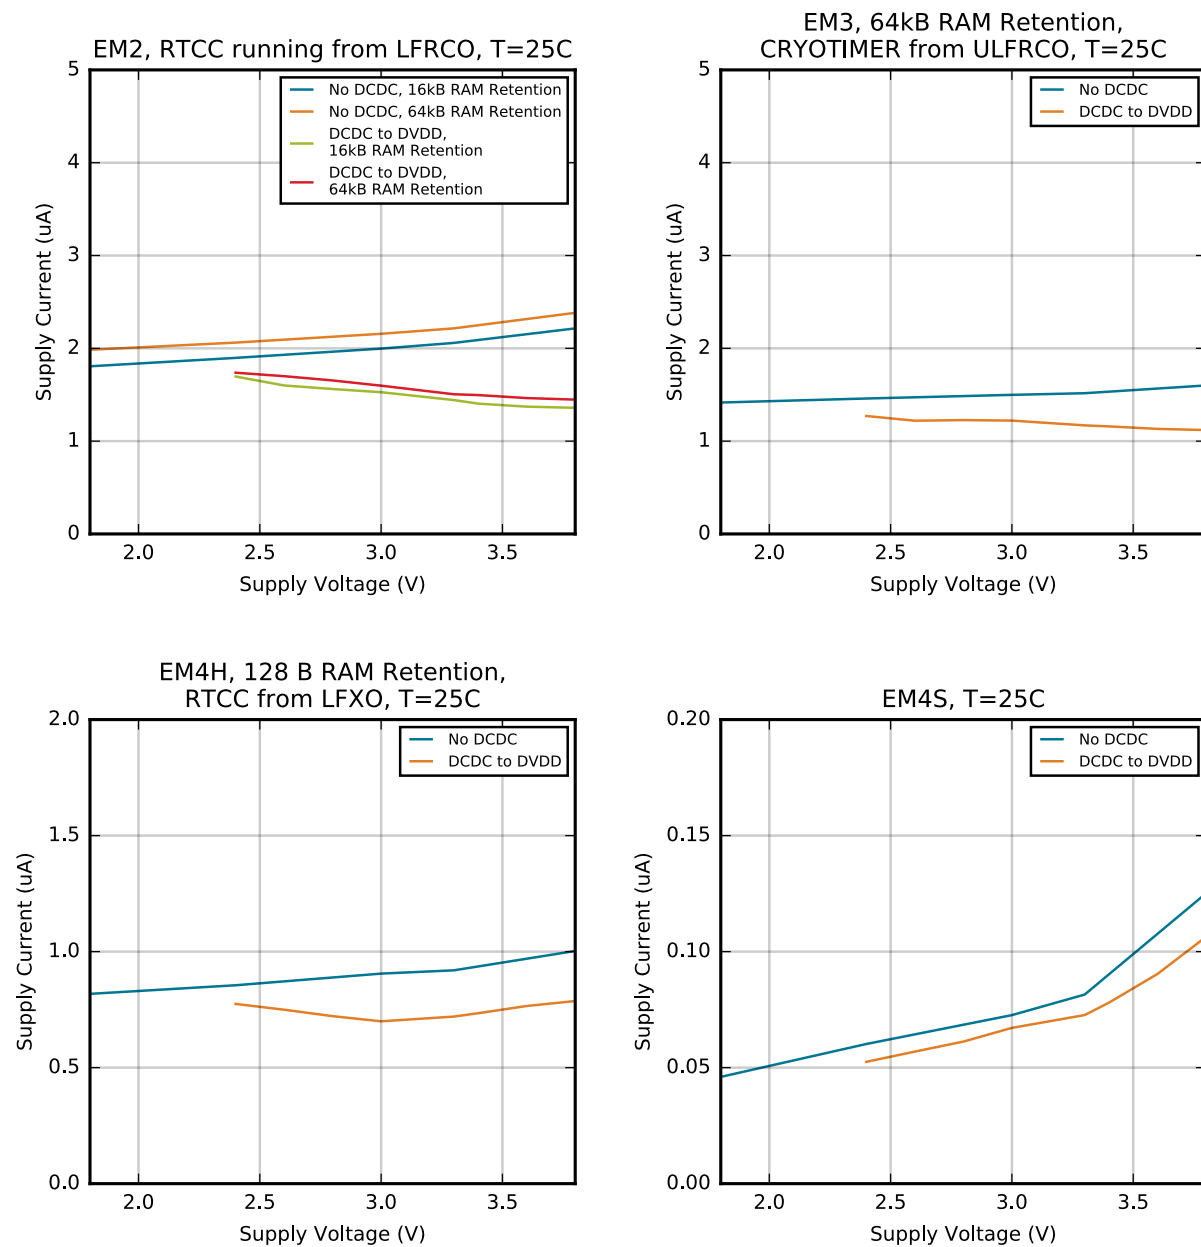 EM2, RTCC running from LFRCO, T=25C
5
4
3
2
1
0
Supply Current (uA)
No DCDC, 16kB RAM Retention
No DCDC, 64kB RAM Retention
DCDC to DVDD,
16kB RAM Retention
DCDC to DVDD,
64kB RAM Retention
2.0 2.5 3.0 3.5
Supply Voltage (V)
EM3, 64kB RAM Retention,
CRYOTIMER from ULFRCO, T=25C
5
4
3
2
1
0
Supply Current (uA)
No DCDC
DCDC to DVDD
2.0 2.5 3.0 3.5
Supply Voltage (V)
EM4H, 128 B RAM Retention,
RTCC from LFXO, T=25C
2.0
1.5
1.0
0.5
0.0
Supply Current (uA)
No DCDC
DCDC to DVDD
2.0 2.5 3.0 3.5
Supply Voltage (V)
EM4S, T=25C
0.20
0.15
0.10
0.05
0.00
Supply Current (uA)
No DCDC
DCDC to DVDD
2.0 2.5 3.0 3.5
Supply Voltage (V)